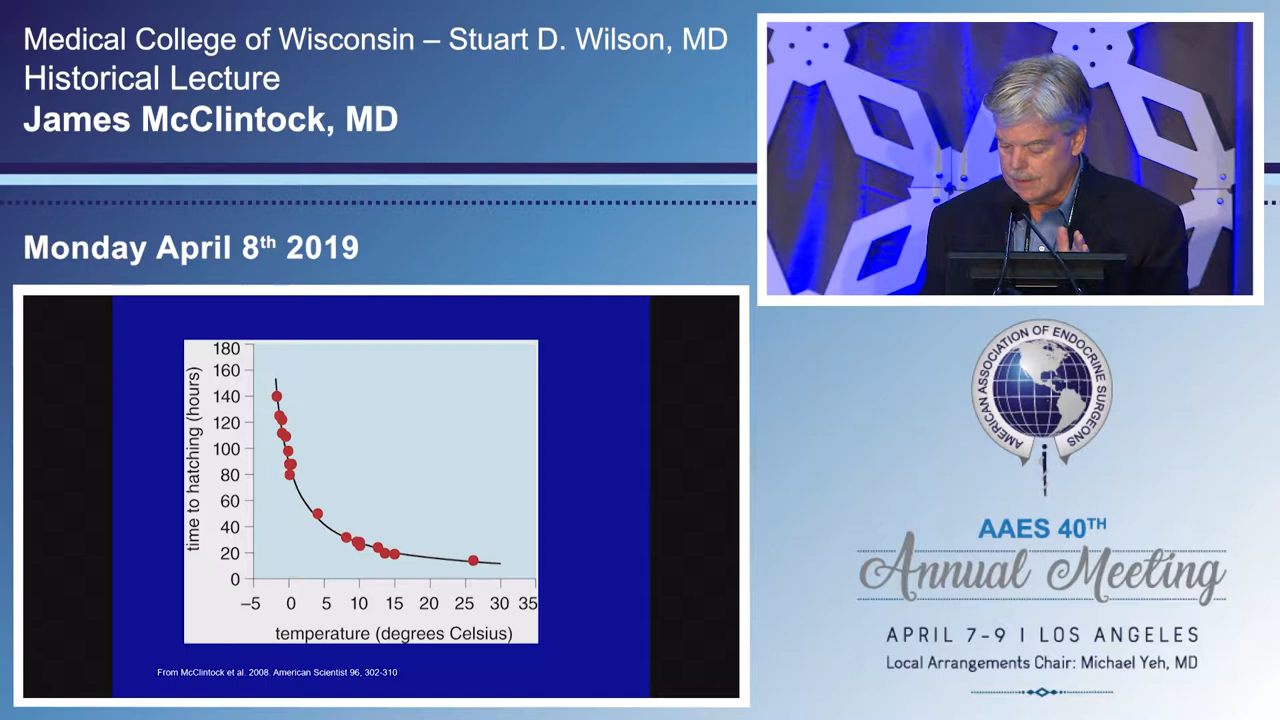 Medical College of Wisconsin – Stuart D. Wilson, MD
Historical Lecture
James McClintock, MD
Monday April 8th 2019
time to hatching (hours)
180
160
140
120
100
80
60
40
20
0
–5 0 5 10 15 20 25 30 35
temperature (degrees Celsius)
From McClintock et al. 2008. American Scientist 96, 302-310
AMERICAN ASSOCIATION OF ENDOCRINE SURGEONS
AAES 40TH
Annual Meeting
APRIL 7-9 I LOS ANGELES
Local Arrangements Chair: Michael Yeh, MD